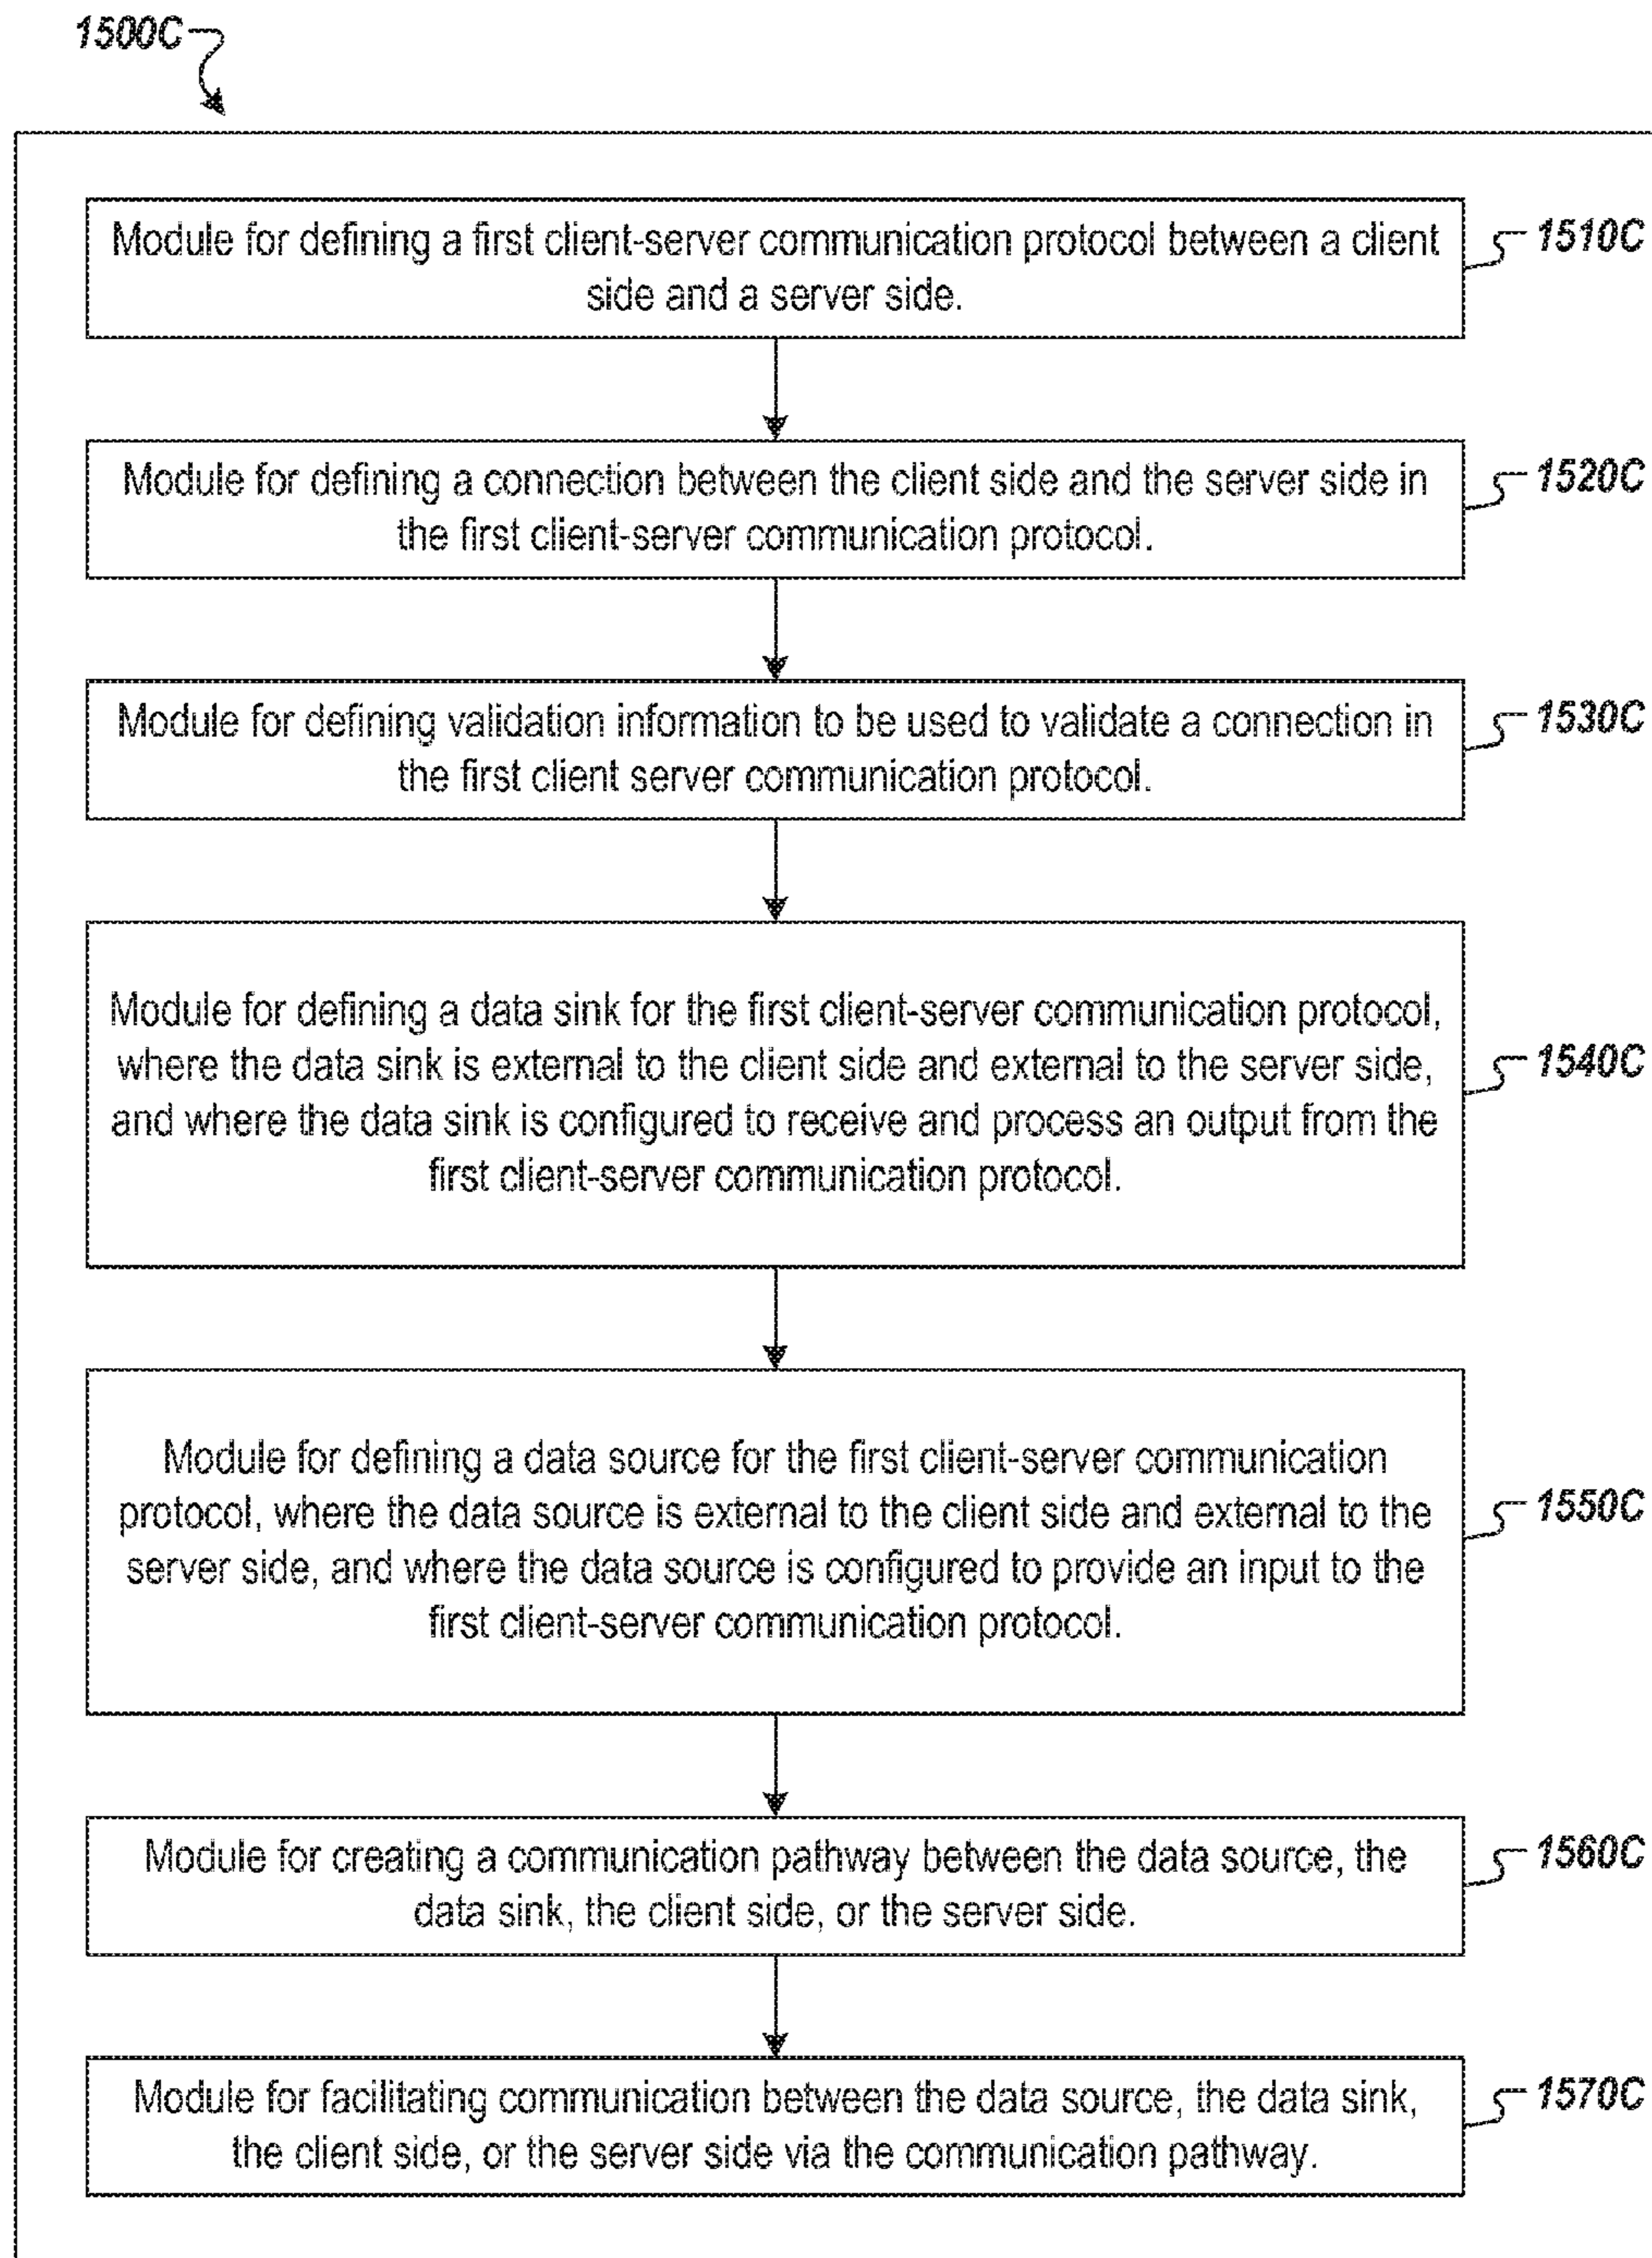 1500C
Module for defining a first client-server communication protocol between a client
side and a server side.
1510C
Module for defining a connection between the client side and the server side in
the first client-server communication protocol.
1520C
Module for defining validation information to be used to validate a connection in
the first client server communication protocol.
1530C
Module for defining a data sink for the first client-server communication protocol,
where the data sink is external to the client side and external to the server side,
and where the data sink is configured to receive and process an output from the
first client-server communication protocol.
1540C
Module for defining a data source for the first client-server communication
protocol, where the data source is external to the client side and external to the
server side, and where the data source is configured to provide an input to the
first client-server communication protocol.
1550C
Module for creating a communication pathway between the data source, the
data sink, the client side, or the server side.
1560C
Module for facilitating communication between the data source, the data sink,
the client side, or the server side via the communication pathway.
1570C